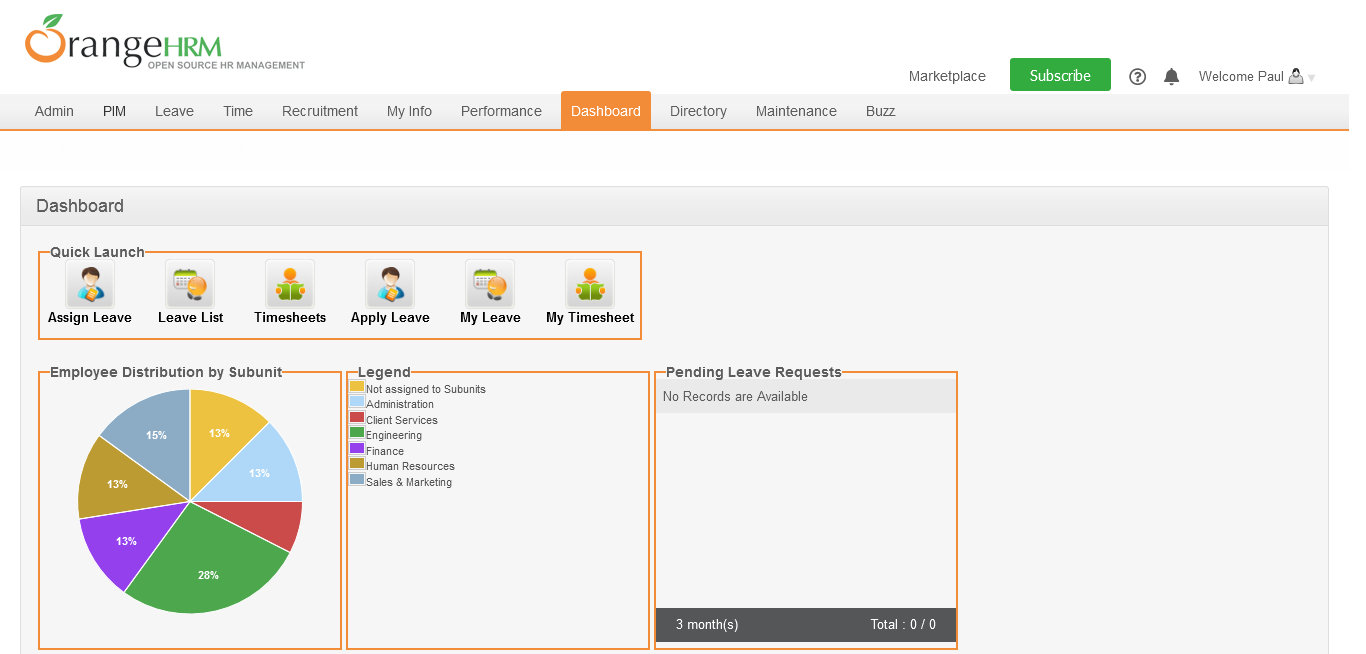 OrangeHRM
OPEN SOURCE HR MANAGEMENT
Marketplace Subscribe ? Welcome Paul
Admin PIM Leave Time Recruitment My Info Performance Dashboard Directory Maintenance Buzz
Dashboard
Quick Launch
Assign Leave Leave List Timesheets Apply Leave My Leave My Timesheet
Employee Distribution by Subunit
13%
13%
28%
13%
13%
15%
Legend
Not assigned to Subunits
Administration
Client Services
Engineering
Finance
Human Resources
Sales & Marketing
Pending Leave Requests
No Records are Available
3 month(s) Total : 0 / 0